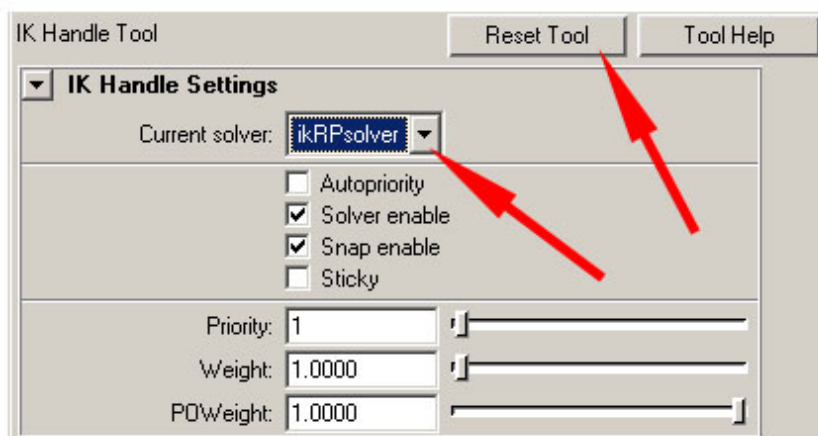 IK Handle Tool Reset Tool Tool Help
IK Handle Settings
Current solver: ikRPsolver
Autopriority
Solver enable
Snap enable
Sticky
Priority: 1
Weight: 1.0000
POWeight: 1.0000